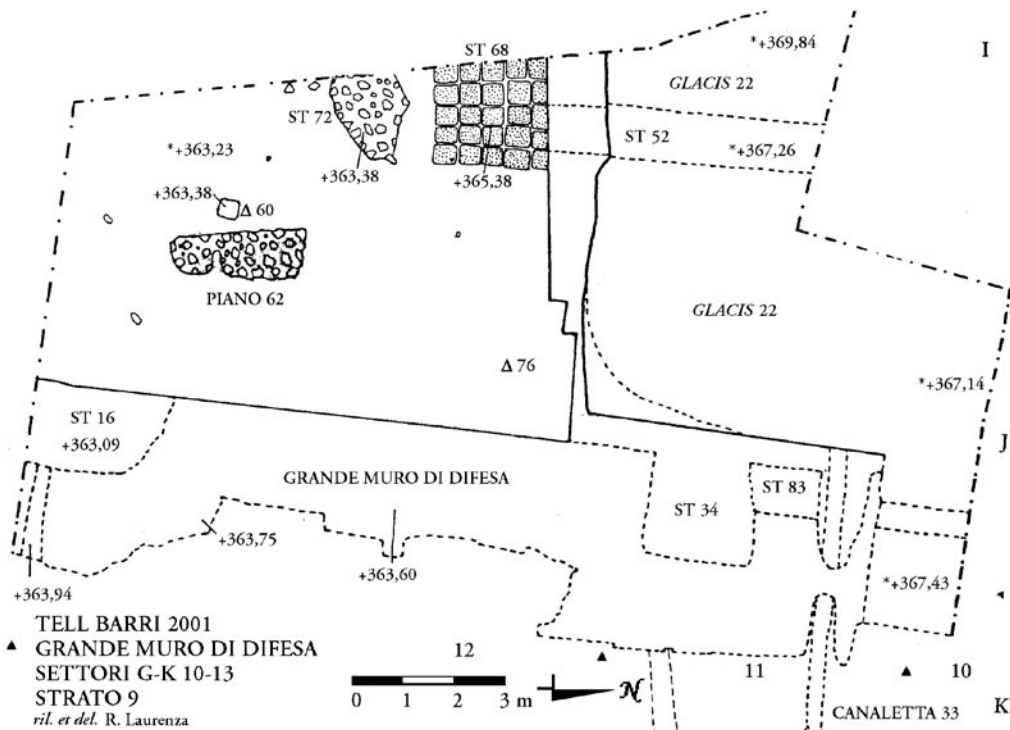 *+369,84
I
ST 68
GLACIS 22
ST 72
ST 52
*+363,23
*+367,26
+363,38
+365,38
+363,38
Δ 60
PIANO 62
GLACIS 22
Δ 76
*+367,14
ST 16
+363,09
J
GRANDE MURO DI DIFESA
ST 83
ST 34
+363,75
+363,60
*+367,43
+363,94
TELL BARRI 2001
GRANDE MURO DI DIFESA
SETTORI G-K 10-13
STRATO 9
ril. et del. R. Laurenza
12
0 1 2 3 m
N
11
10
K
CANALETTA 33